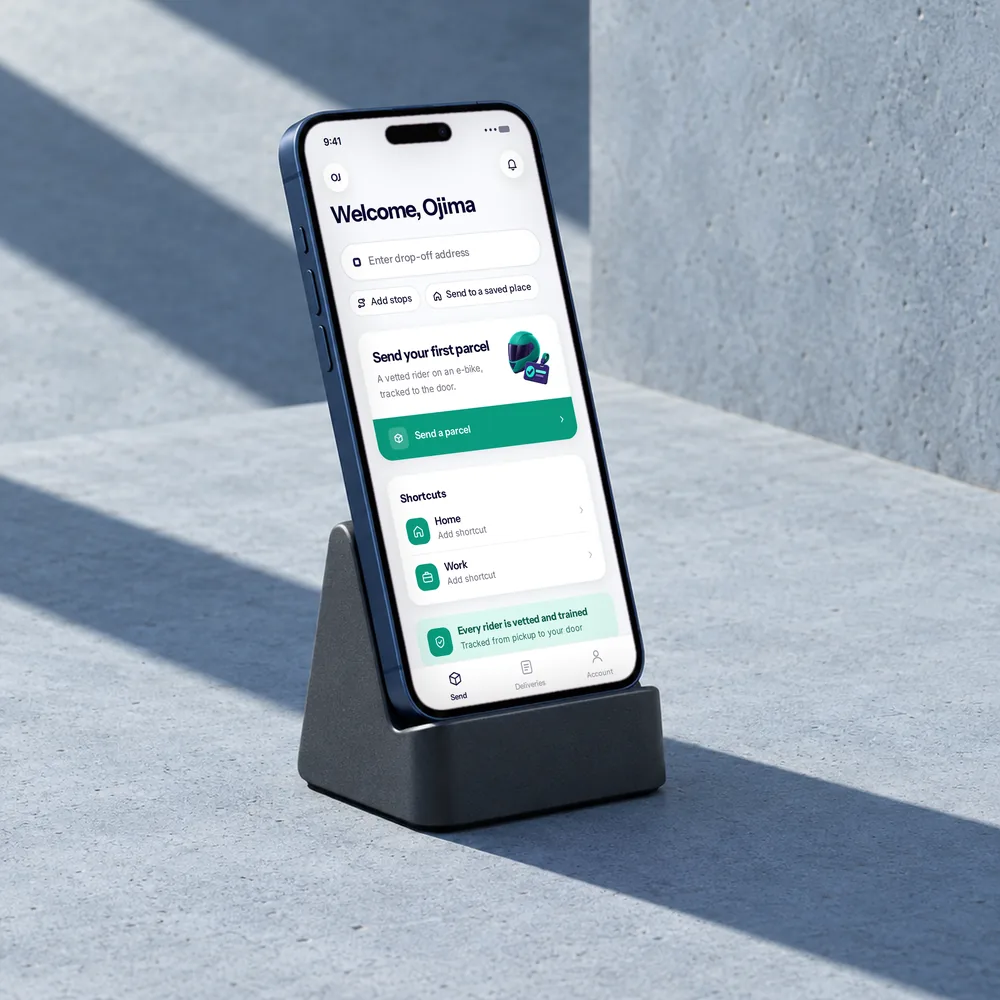 9:41
OJ
Welcome, Ojima
Enter drop-off address
Add stops
Send to a saved place
Send your first parcel
A vetted rider on an e-bike,
tracked to the door.
Send a parcel
Shortcuts
Home
Add shortcut
Work
Add shortcut
Every rider is vetted and trained
Tracked from pickup to your door
Send
Deliveries
Account